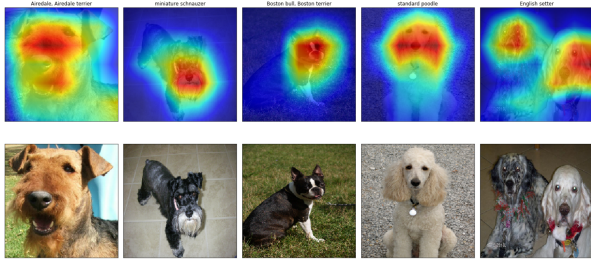 Airedale, Airedale terrier
miniature schnauzer
Boston bull, Boston terrier
standard poodle
English setter